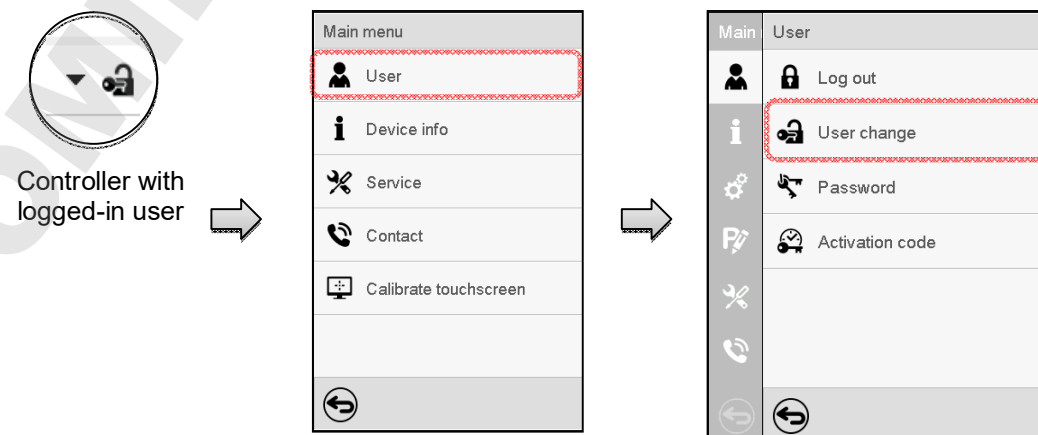 Controller with
logged-in user
Main menu
User
Device info
Service
Contact
Calibrate touchscreen
Main
User
Log out
User change
Password
Activation code